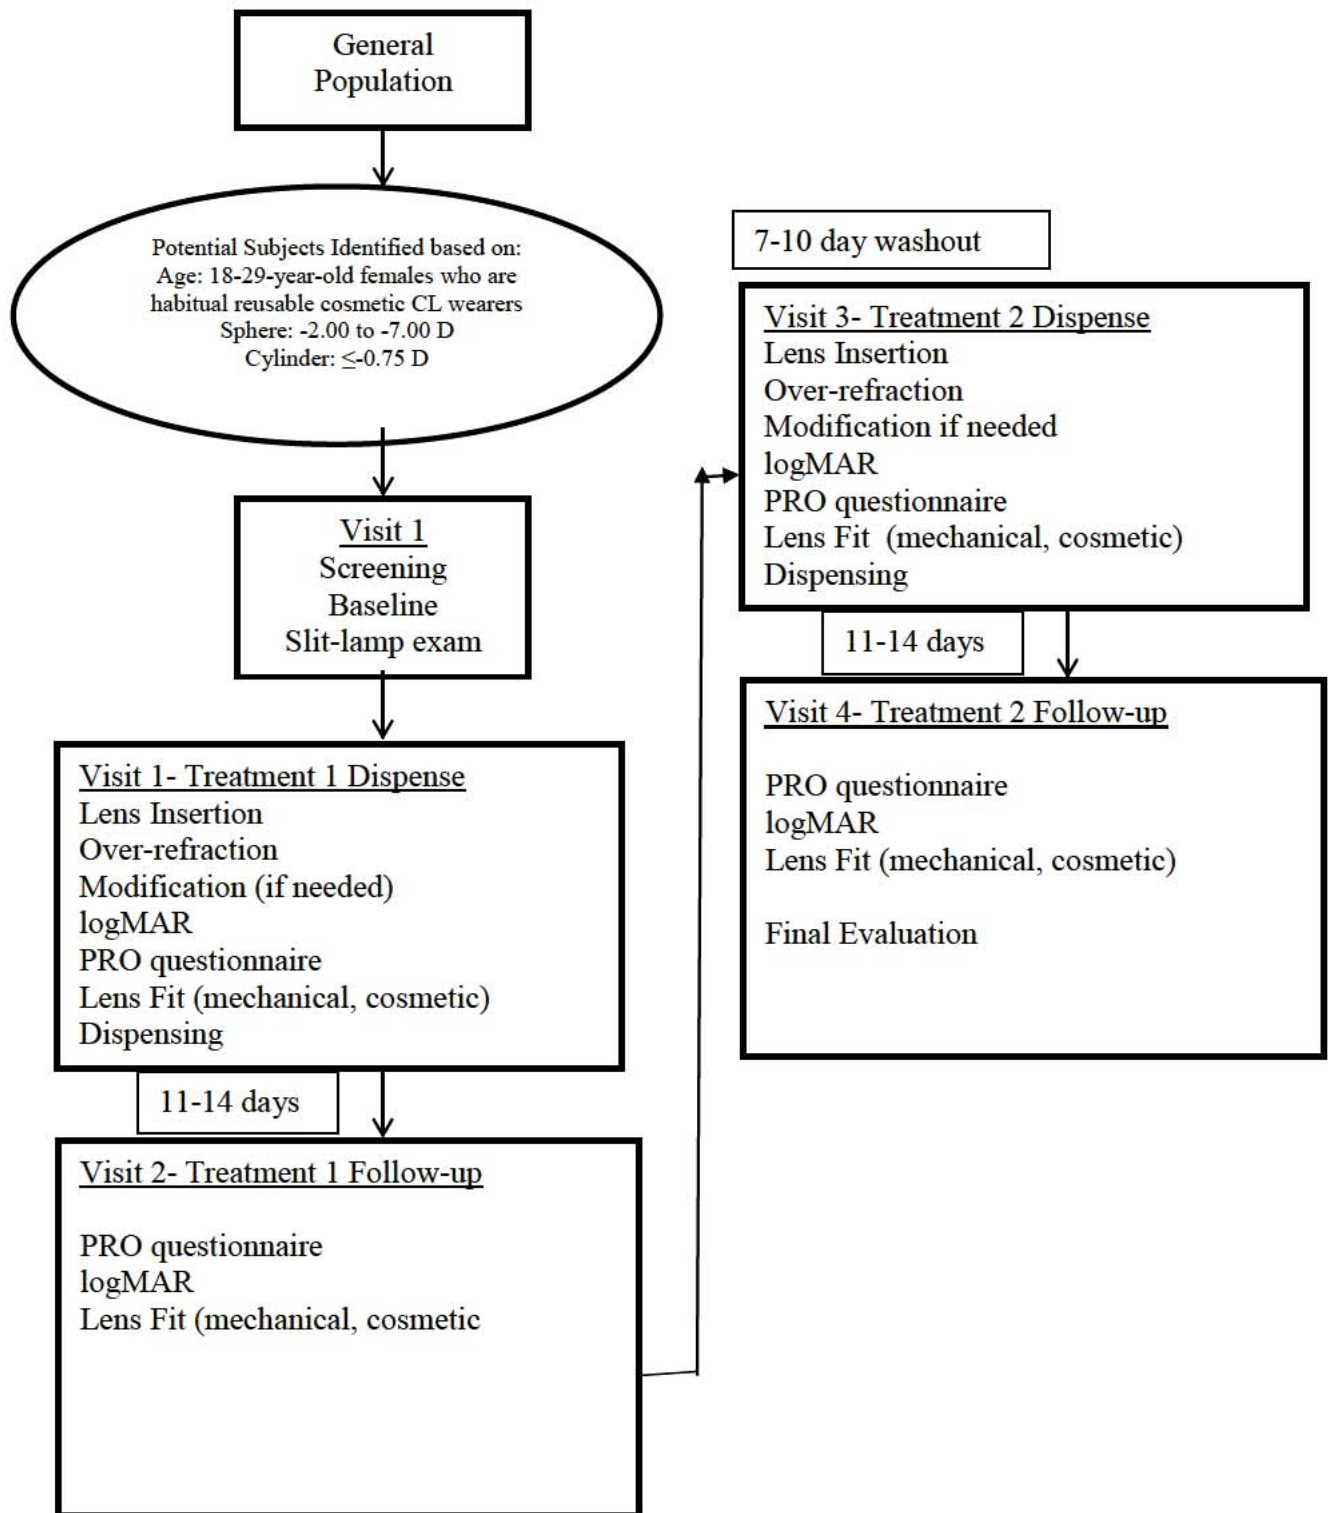 General
Population
Potential Subjects Identified based on:
Age: 18-29-year-old females who are
habitual reusable cosmetic CL wearers
Sphere: -2.00 to -7.00 D
Cylinder: ≤-0.75 D
Visit 1
Screening
Baseline
Slit-lamp exam
Visit 1- Treatment 1 Dispense
Lens Insertion
Over-refraction
Modification (if needed)
logMAR
PRO questionnaire
Lens Fit (mechanical, cosmetic)
Dispensing
11-14 days
Visit 2- Treatment 1 Follow-up
PRO questionnaire
logMAR
Lens Fit (mechanical, cosmetic
7-10 day washout
Visit 3- Treatment 2 Dispense
Lens Insertion
Over-refraction
Modification if needed
logMAR
PRO questionnaire
Lens Fit  (mechanical, cosmetic)
Dispensing
11-14 days
Visit 4- Treatment 2 Follow-up
PRO questionnaire
logMAR
Lens Fit (mechanical, cosmetic)
Final Evaluation